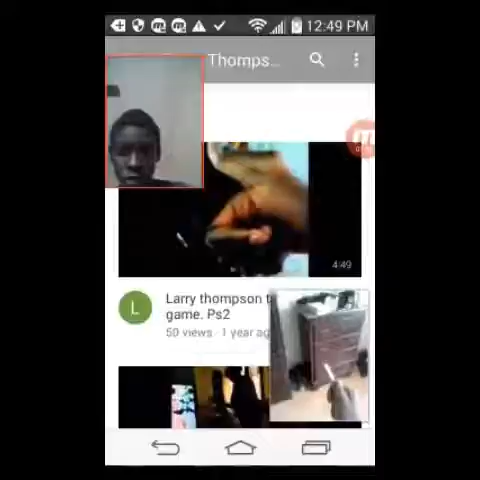 12:49 PM
Thomps...
4:49
L
Larry thompson t
game. Ps2
50 views · 1 year ag